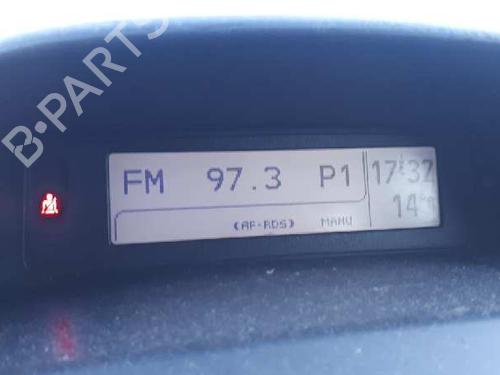 B-PARTS
FM 97.3 P1 17:37
14°
(AF-RDS) MANU